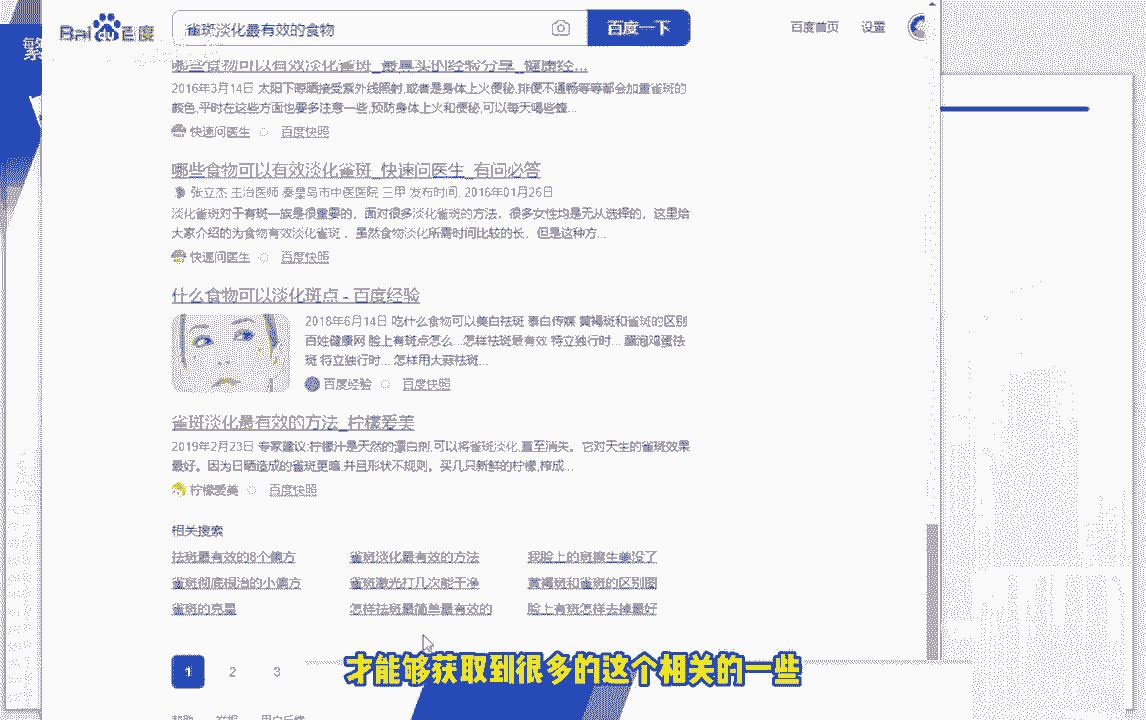 繁
Bai du 百度
雀斑淡化最有效的食物
百度一下
百度首页 设置
哪些食物可以有效淡化雀斑_最真实的经验分享_健康经...
2016年3月14日 太阳下暴晒接受紫外线照射,或者是身体上火便秘,排便不通畅等等都会加重雀斑的
颜色,平时在这些方面也要多注意一些,预防身体上火和便秘,可以每天喝些蜂...
快速问医生 百度快照
哪些食物可以有效淡化雀斑_快速问医生_有问必答
张立杰 主治医师 秦皇岛市中医医院 三甲 发布时间: 2016年01月26日
淡化雀斑对于有斑一族是很重要的，面对很多淡化雀斑的方法，很多女性均是无从选择的，这里给
大家介绍的为食物有效淡化雀斑，虽然食物淡化所需时间比较的长，但是这种方...
快速问医生 百度快照
什么食物可以淡化斑点 - 百度经验
2018年6月14日 吃什么食物可以美白祛斑 慕白传媒 黄褐斑和雀斑的区别
百姓健康网 脸上有斑点怎么...怎样祛斑最有效 特立独行时... 醋泡鸡蛋祛
斑 特立独行时... 怎样用大蒜祛斑...
百度经验 百度快照
雀斑淡化最有效的方法_柠檬爱美
2019年2月23日 专家建议:柠檬汁是天然的漂白剂,可以将雀斑淡化,直至消失。它对天生的雀斑效果
最好。因为日晒造成的雀斑更暗,并且形状不规则。买几只新鲜的柠檬,榨成...
柠檬爱美 百度快照
相关搜索
祛斑最有效的8个偏方 雀斑淡化最有效的方法 我脸上的斑擦生姜没了
雀斑彻底根治的小偏方 雀斑激光打几次能干净 黄褐斑和雀斑的区别图
雀斑的克星 怎样祛斑最简单最有效的 脸上有斑怎样去掉最好
1 2 3
才能够获取到很多的这个相关的一些
帮助 举报 用户反馈